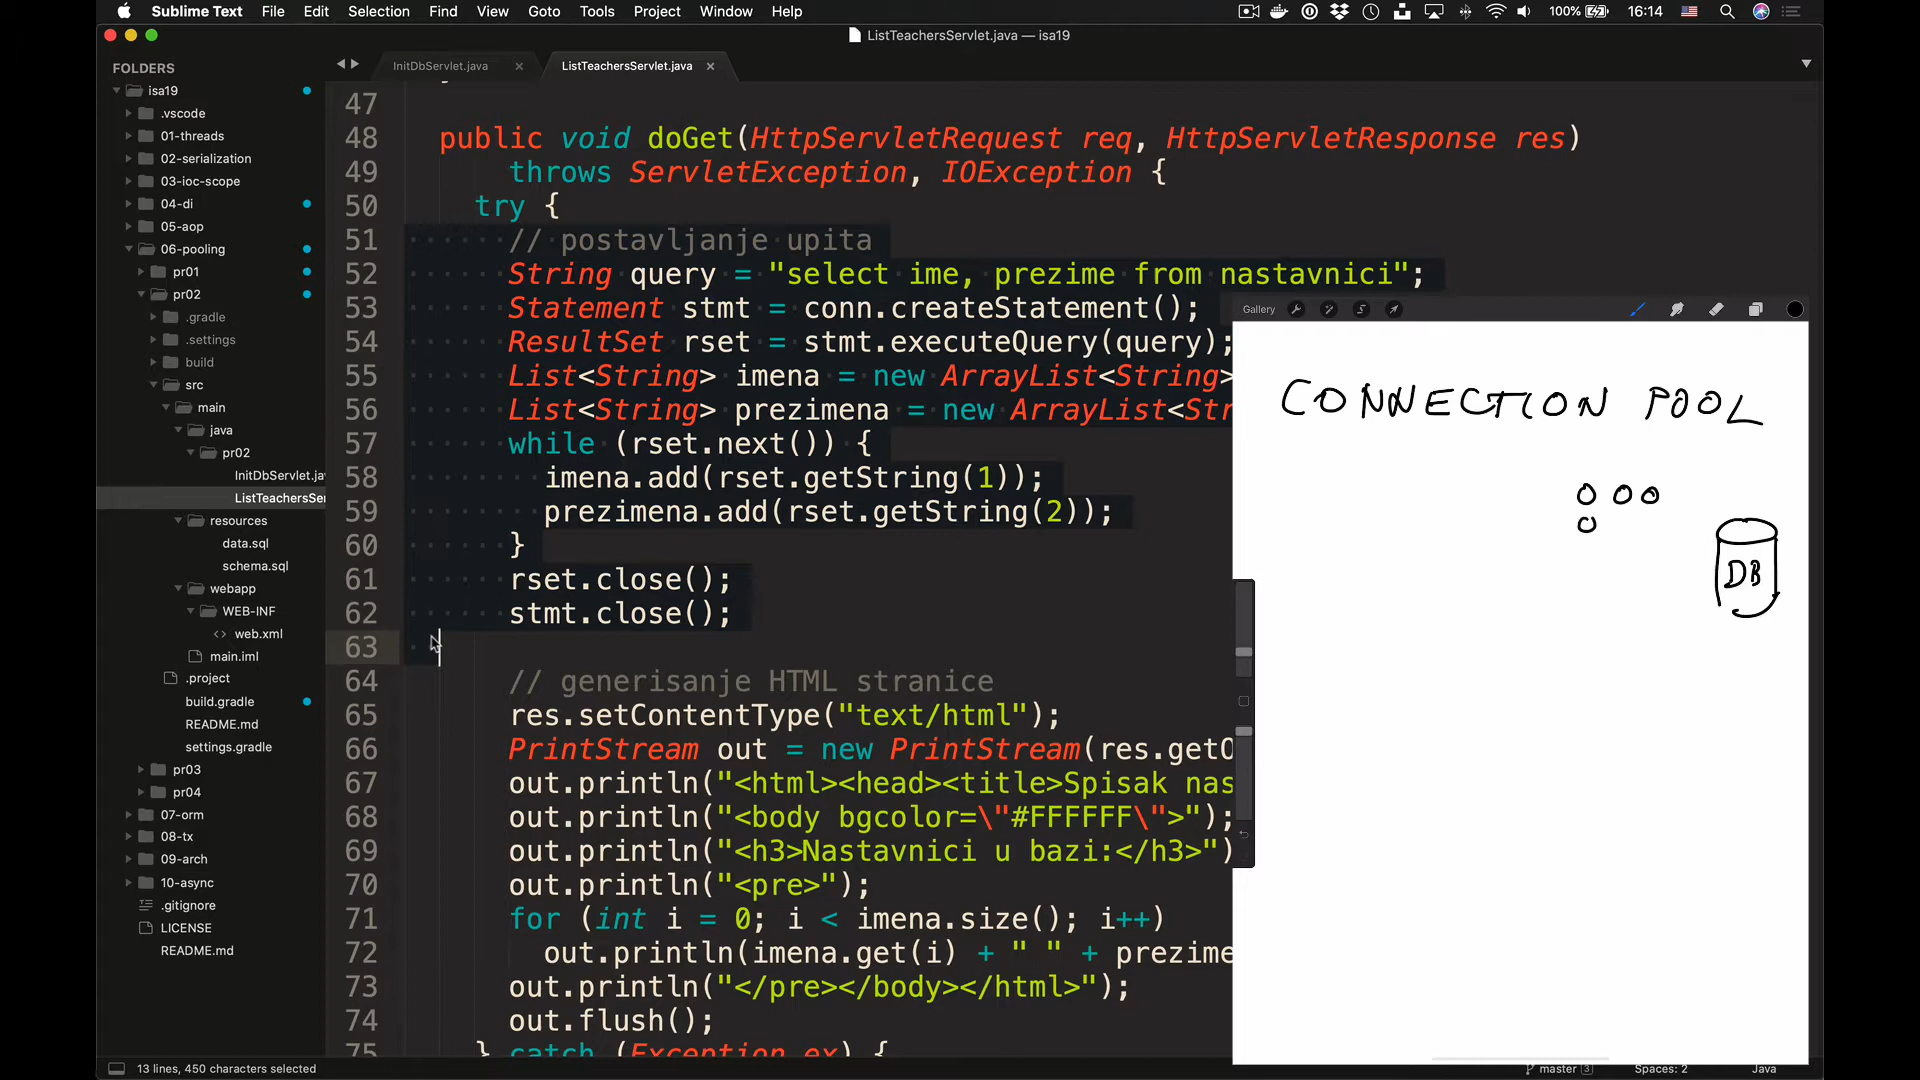 Sublime Text File Edit Selection Find View Goto Tools Project Window Help 100% 16:14
ListTeachersServlet.java — isa19
FOLDERS
isa19
.vscode
01-threads
02-serialization
03-ioc-scope
04-di
05-aop
06-pooling
pr01
pr02
.gradle
.settings
build
src
main
java
pr02
InitDbServlet.jav
ListTeachersSer
resources
data.sql
schema.sql
webapp
WEB-INF
<> web.xml
main.iml
.project
build.gradle
README.md
settings.gradle
pr03
pr04
07-orm
08-tx
09-arch
10-async
.gitignore
LICENSE
README.md
InitDbServlet.java × ListTeachersServlet.java ×
47
48 public void doGet(HttpServletRequest req, HttpServletResponse res)
49 throws ServletException, IOException {
50 try {
51 // postavljanje upita
52 String query = "select ime, prezime from nastavnici";
53 Statement stmt = conn.createStatement();
54 ResultSet rset = stmt.executeQuery(query);
55 List<String> imena = new ArrayList<String>
56 List<String> prezimena = new ArrayList<Str
57 while (rset.next()) {
58 imena.add(rset.getString(1));
59 prezimena.add(rset.getString(2));
60 }
61 rset.close();
62 stmt.close();
63
64 // generisanje HTML stranice
65 res.setContentType("text/html");
66 PrintStream out = new PrintStream(res.getO
67 out.println("<html><head><title>Spisak nas
68 out.println("<body bgcolor=\"#FFFFFF\">");
69 out.println("<h3>Nastavnici u bazi:</h3>")
70 out.println("<pre>");
71 for (int i = 0; i < imena.size(); i++)
72 out.println(imena.get(i) + " " + prezime
73 out.println("</pre></body></html>");
74 out.flush();
75 } catch (Exception ex) {
Gallery
CONNECTION POOL
DB
13 lines, 450 characters selected
master 3 Spaces: 2 Java